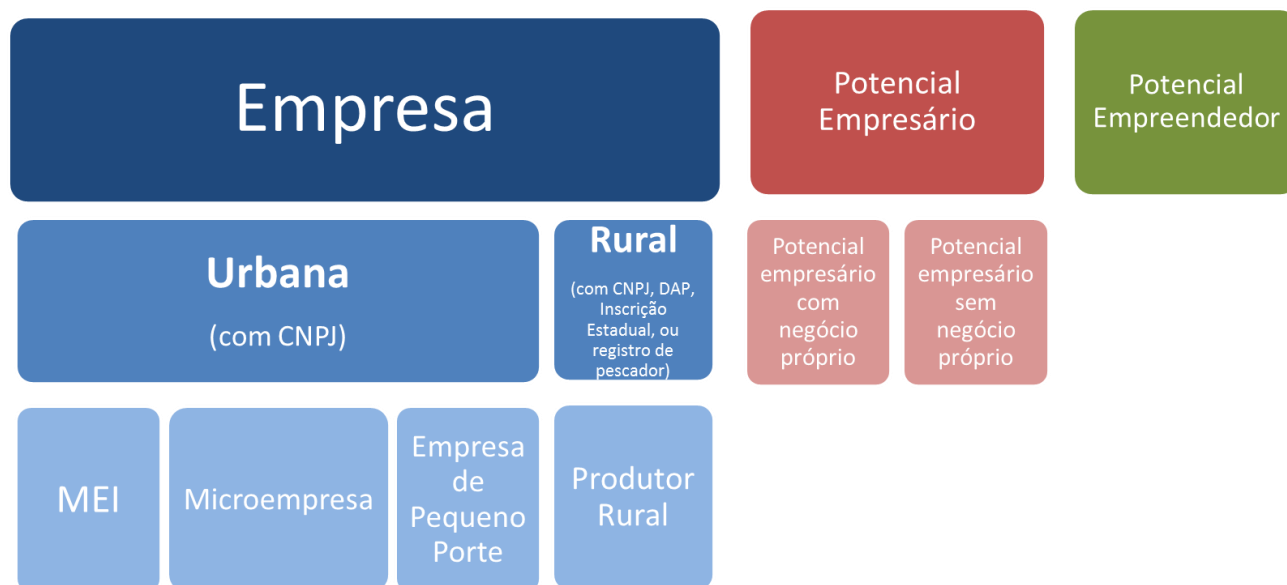 Empresa
Potencial
Empresário
Potencial
Empreendedor
Urbana
(com CNPJ)
Rural
(com CNPJ, DAP,
Inscrição
Estadual, ou
registro de
pescador)
Potencial
empresário
com
negócio
próprio
Potencial
empresário
sem
negócio
próprio
MEI
Microempresa
Empresa
de
Pequeno
Porte
Produtor
Rural